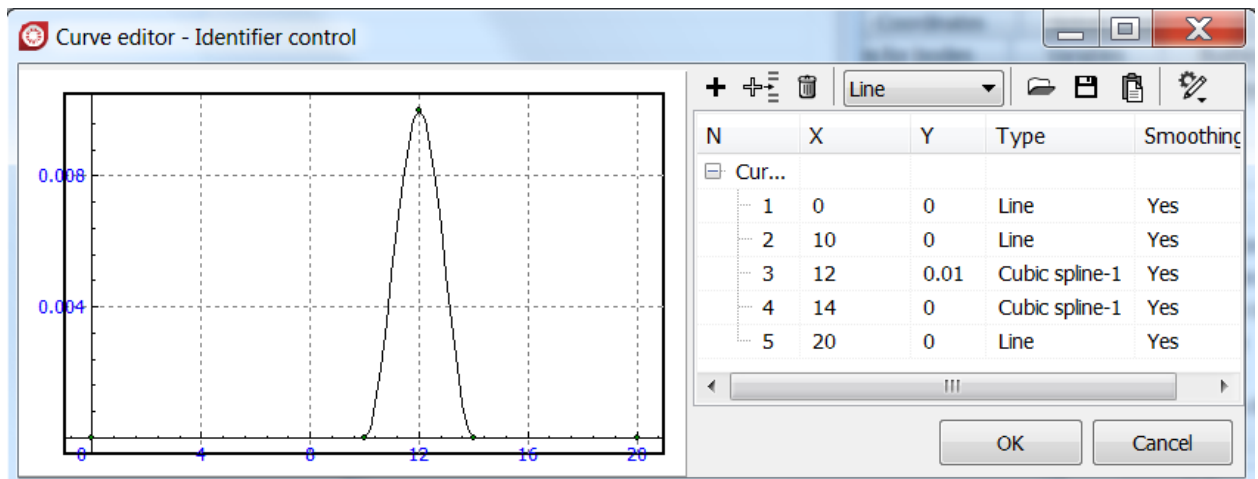 Curve editor - Identifier control
Line
N X Y Type Smoothing
Cur...
1 0 0 Line Yes
2 10 0 Line Yes
3 12 0.01 Cubic spline-1 Yes
4 14 0 Cubic spline-1 Yes
5 20 0 Line Yes
0.008
0.004
0 4 8 12 16 20
OK Cancel